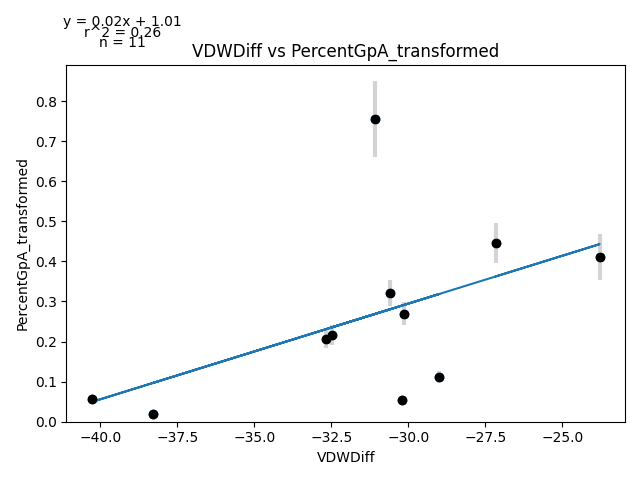 y = 0.02x + 1.01
r^2 = 0.26
n = 11
VDWDiff vs PercentGpA_transformed
PercentGpA_transformed
0.8
0.7
0.6
0.5
0.4
0.3
0.2
0.1
0.0
−40.0 −37.5 −35.0 −32.5 −30.0 −27.5 −25.0
VDWDiff